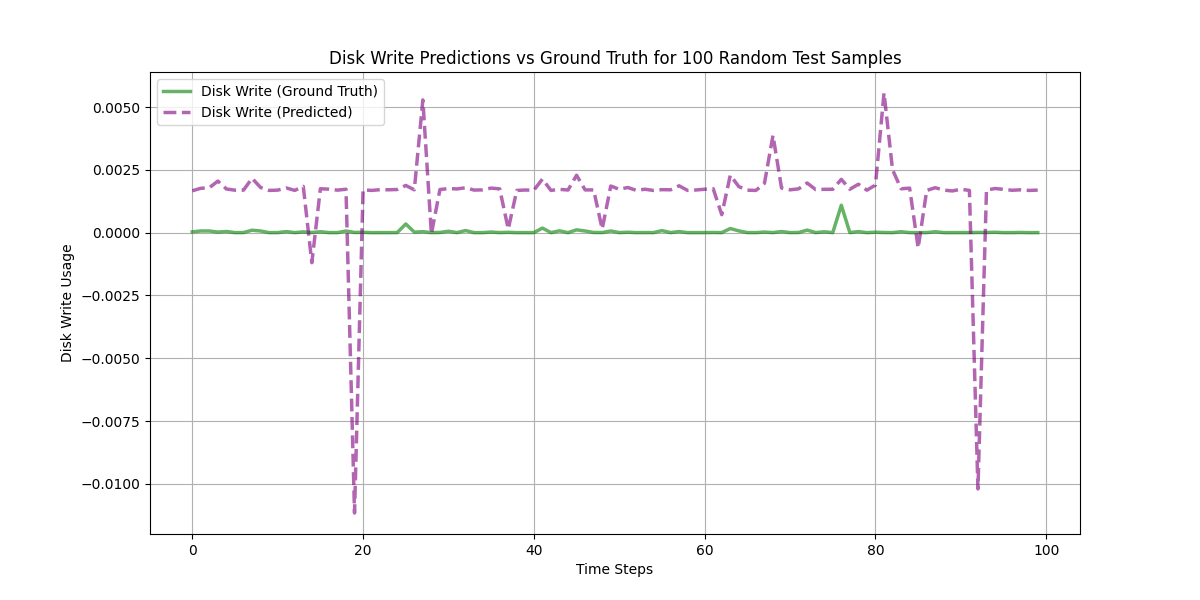 Disk Write Predictions vs Ground Truth for 100 Random Test Samples
Disk Write (Ground Truth)
Disk Write (Predicted)
Disk Write Usage
0.0050
0.0025
0.0000
−0.0025
−0.0050
−0.0075
−0.0100
0 20 40 60 80 100
Time Steps